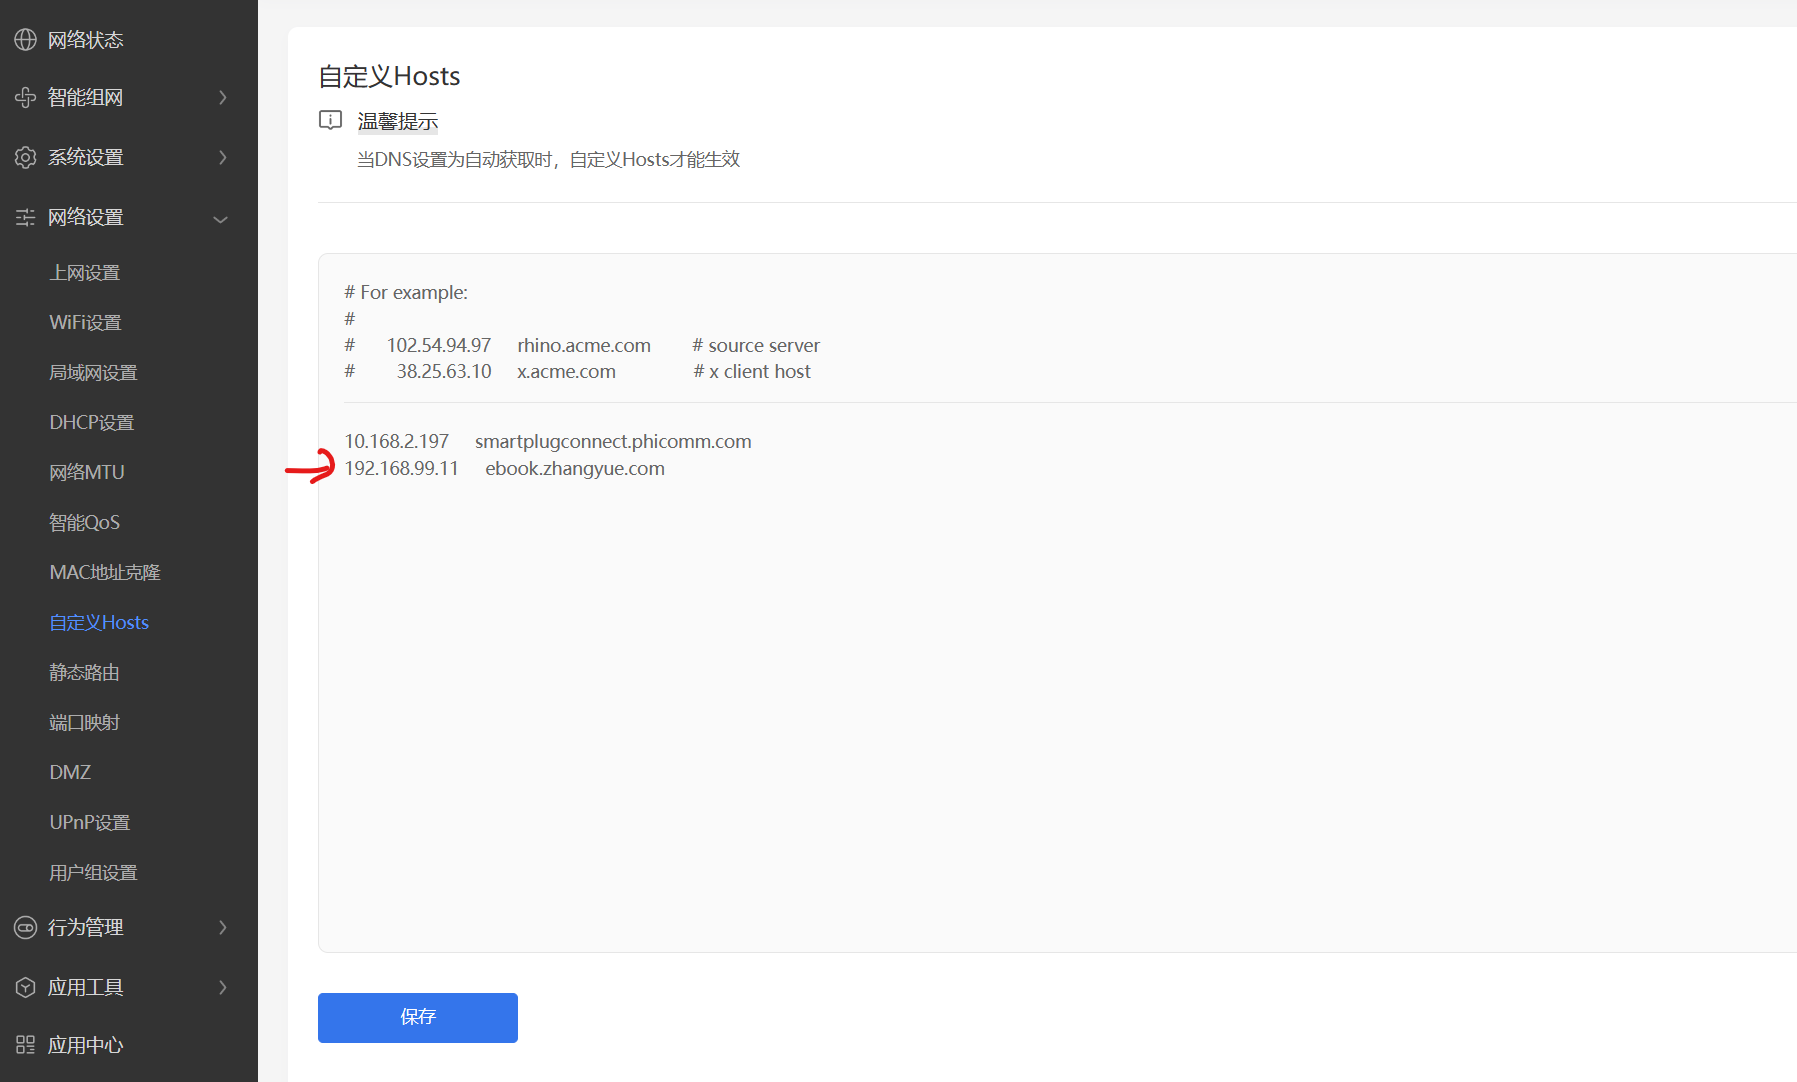 网络状态
智能组网
系统设置
网络设置
上网设置
WiFi设置
局域网设置
DHCP设置
网络MTU
智能QoS
MAC地址克隆
自定义Hosts
静态路由
端口映射
DMZ
UPnP设置
用户组设置
行为管理
应用工具
应用中心
自定义Hosts
温馨提示
当DNS设置为自动获取时，自定义Hosts才能生效
# For example:
#
# 102.54.94.97 rhino.acme.com # source server
# 38.25.63.10 x.acme.com # x client host
10.168.2.197 smartplugconnect.phicomm.com
192.168.99.11 ebook.zhangyue.com
保存